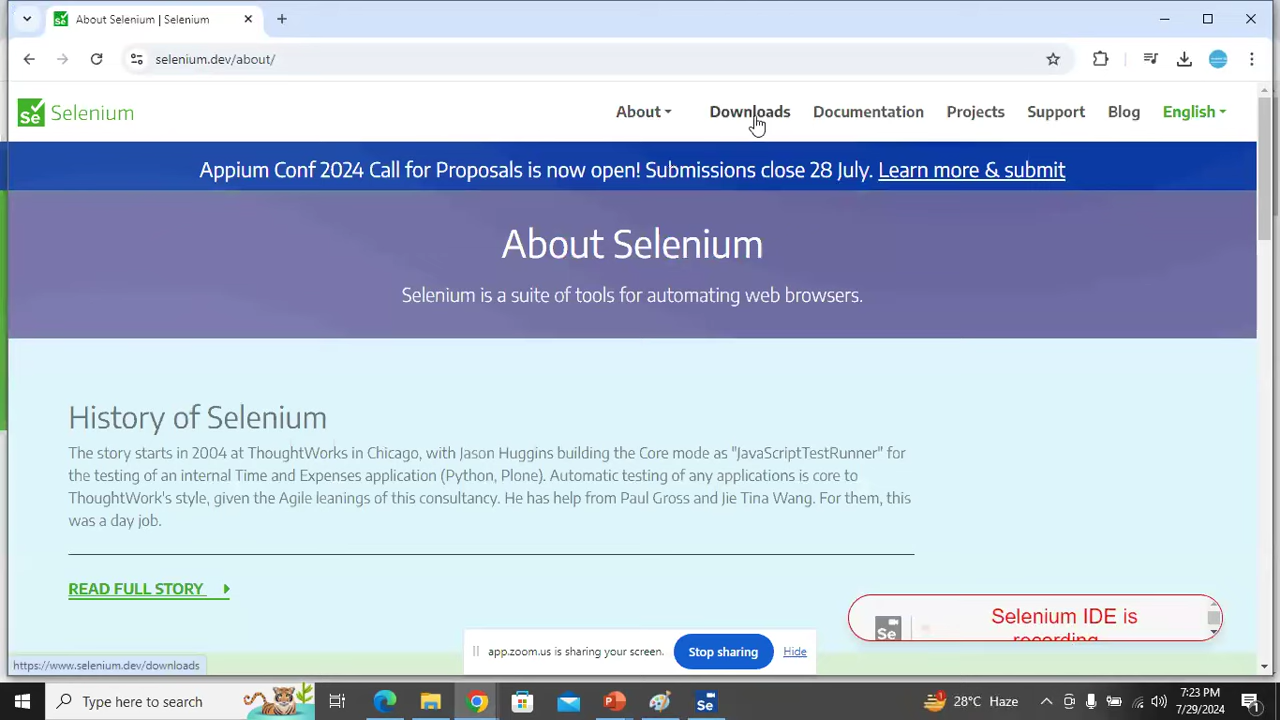 About Selenium | Selenium
selenium.dev/about/
Se Selenium
About Downloads Documentation Projects Support Blog English
Appium Conf 2024 Call for Proposals is now open! Submissions close 28 July. Learn more & submit
About Selenium
Selenium is a suite of tools for automating web browsers.
History of Selenium
The story starts in 2004 at ThoughtWorks in Chicago, with Jason Huggins building the Core mode as "JavaScriptTestRunner" for
the testing of an internal Time and Expenses application (Python, Plone). Automatic testing of any applications is core to
ThoughtWork's style, given the Agile leanings of this consultancy. He has help from Paul Gross and Jie Tina Wang. For them, this
was a day job.
READ FULL STORY
Se Selenium IDE is
recording...
app.zoom.us is sharing your screen. Stop sharing Hide
https://www.selenium.dev/downloads
Type here to search
Se
28°C Haze
7:23 PM
7/29/2024
1